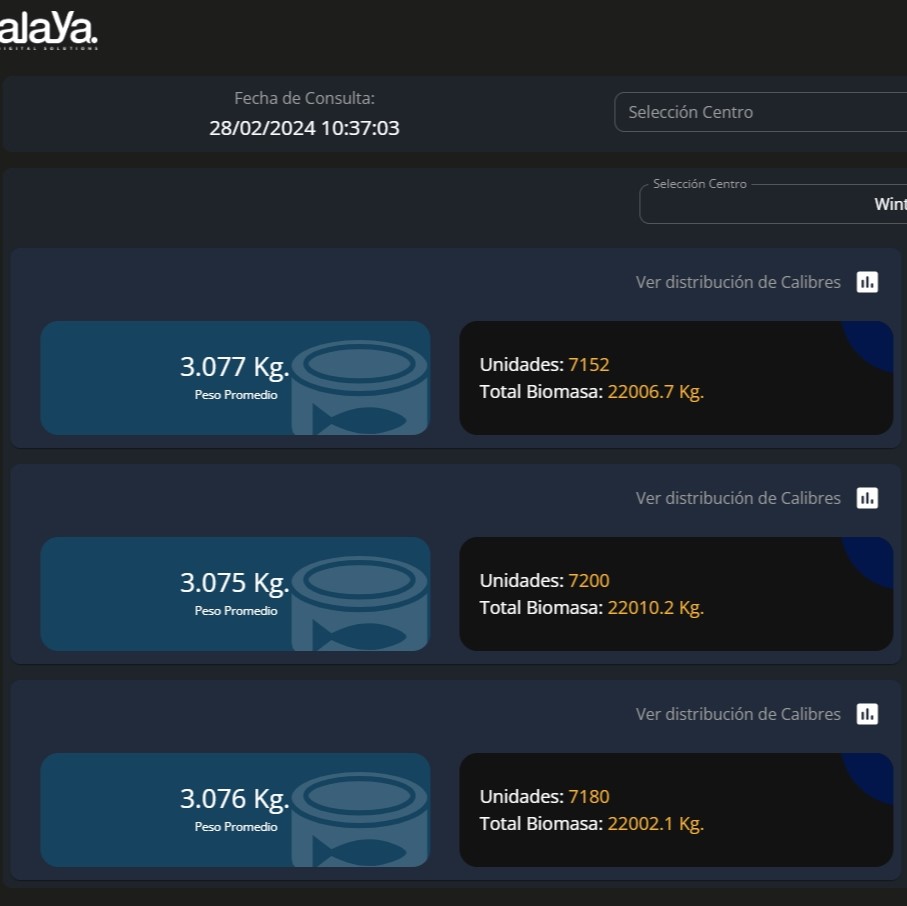 alaYa.
DIGITAL SOLUTIONS
Fecha de Consulta:
28/02/2024 10:37:03
Selección Centro
Selección Centro
Wint
Ver distribución de Calibres
3.077 Kg.
Peso Promedio
Unidades: 7152
Total Biomasa: 22006.7 Kg.
Ver distribución de Calibres
3.075 Kg.
Peso Promedio
Unidades: 7200
Total Biomasa: 22010.2 Kg.
Ver distribución de Calibres
3.076 Kg.
Peso Promedio
Unidades: 7180
Total Biomasa: 22002.1 Kg.